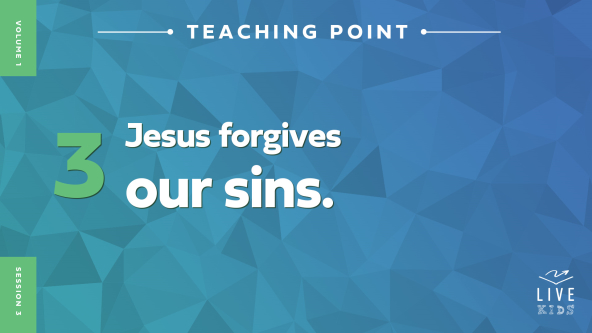 VOLUME 1
TEACHING POINT
3
Jesus forgives
our sins.
SESSION 3
LIVE
KIDS